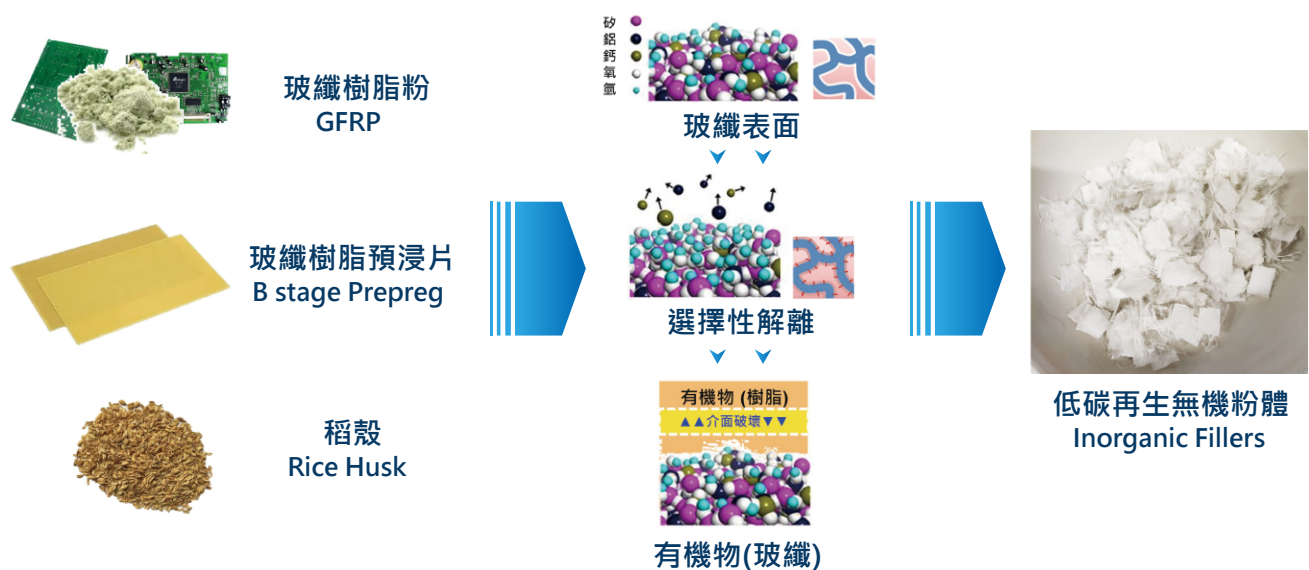 玻纖樹脂粉
GFRP
玻纖樹脂預浸片
B stage Prepreg
稻殼
Rice Husk
矽
鋁
鈣
氧
氫
玻纖表面
選擇性解離
有機物 (樹脂)
▲▲介面破壞▼▼
有機物(玻纖)
低碳再生無機粉體
Inorganic Fillers